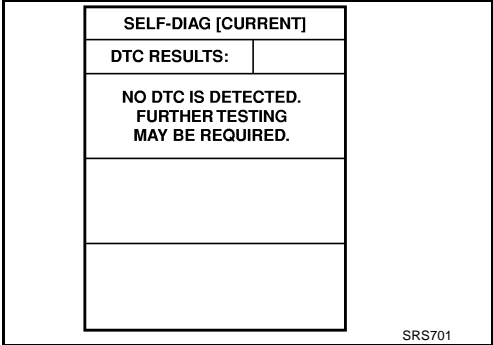 SELF-DIAG [CURRENT]
DTC RESULTS:
NO DTC IS DETECTED.
FURTHER TESTING
MAY BE REQUIRED.
SRS701